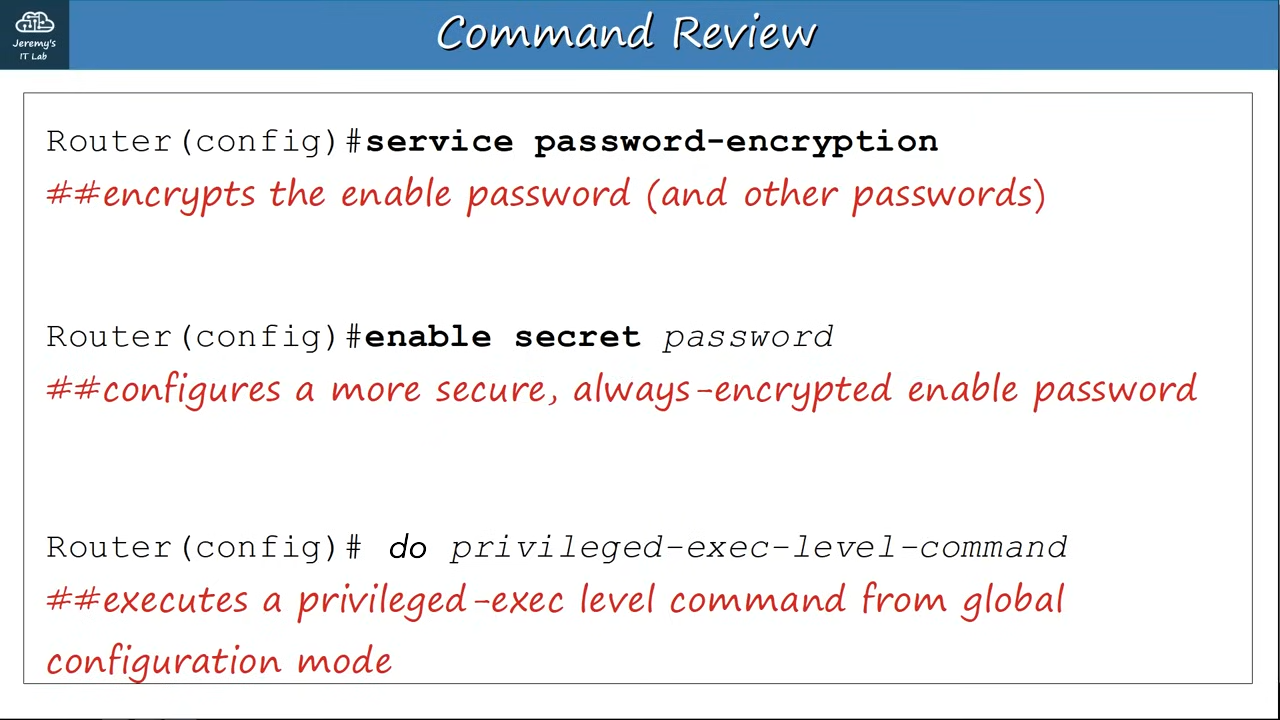 Jeremy's
IT Lab
Command Review
Router(config)#service password-encryption
##encrypts the enable password (and other passwords)
Router(config)#enable secret password
##configures a more secure, always-encrypted enable password
Router(config)# do privileged-exec-level-command
##executes a privileged-exec level command from global
configuration mode